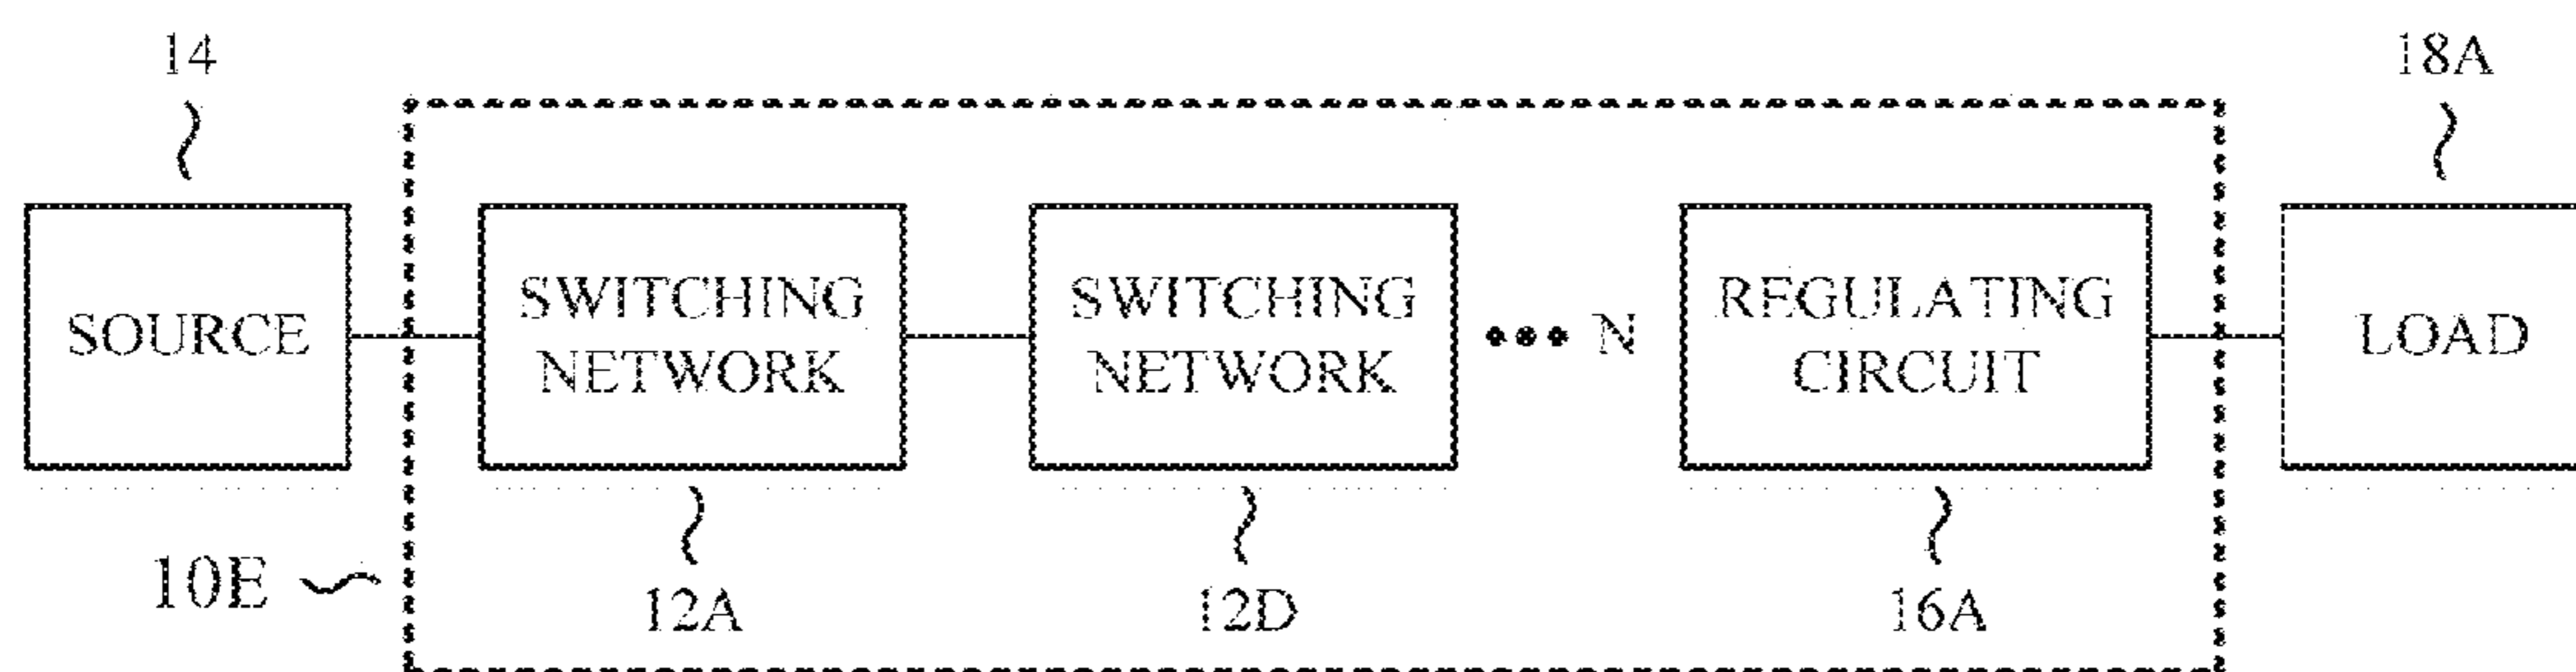 14
18A
SOURCE
SWITCHING
NETWORK
SWITCHING
NETWORK
••• N
REGULATING
CIRCUIT
LOAD
10E
12A
12D
16A